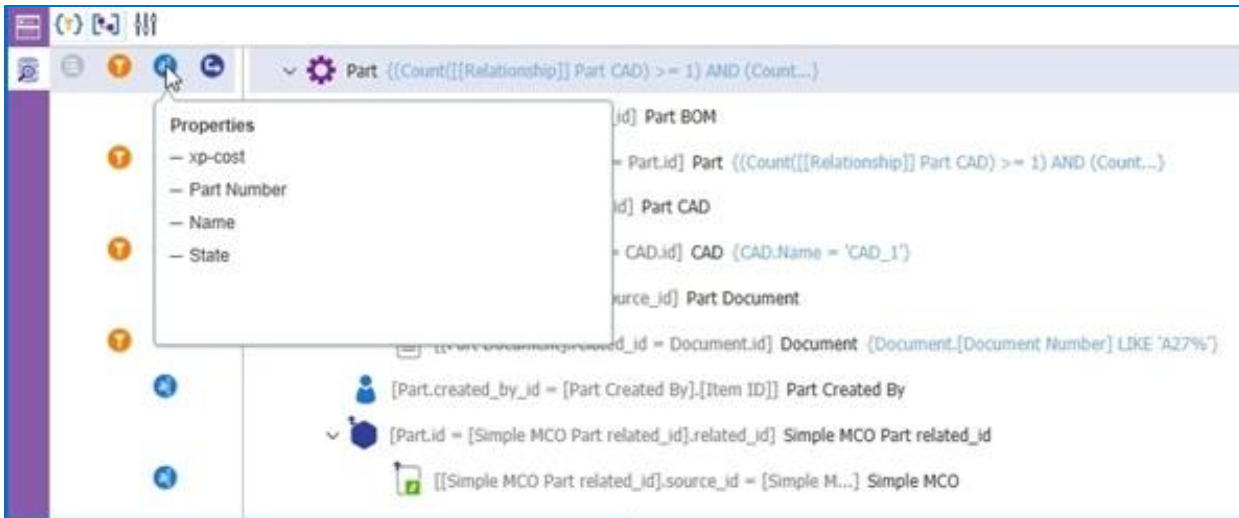 Part {(Count([[Relationship]] Part CAD) >= 1) AND (Count...}
Properties
— xp-cost
— Part Number
— Name
— State
_id] Part BOM
= Part.id] Part {(Count([[Relationship]] Part CAD) >= 1) AND (Count...}
id] Part CAD
= CAD.id] CAD {CAD.Name = 'CAD_1'}
urce_id] Part Document
[[Part Document].related_id = Document.id] Document {Document.[Document Number] LIKE 'A27%'}
[Part.created_by_id = [Part Created By].[Item ID]] Part Created By
[Part.id = [Simple MCO Part related_id].related_id] Simple MCO Part related_id
[[Simple MCO Part related_id].source_id = [Simple M...] Simple MCO